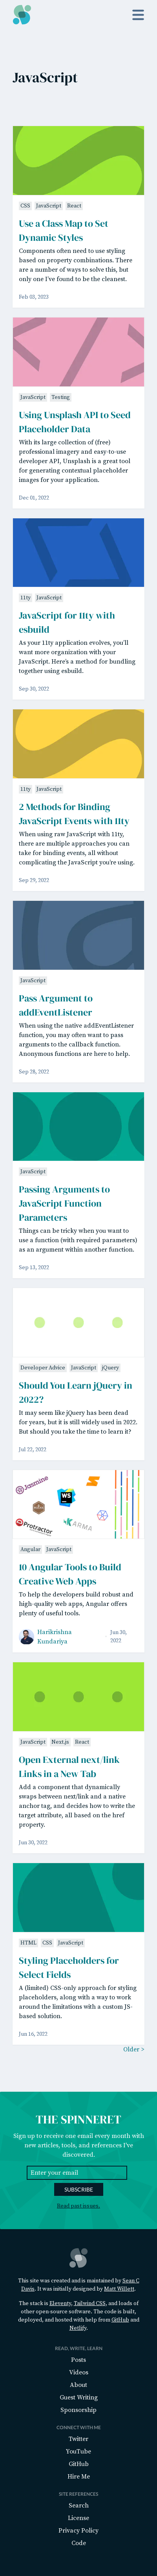 JavaScript
CSS JavaScript React
Use a Class Map to Set
Dynamic Styles
Components often need to use styling
based on property combinations. There
are a number of ways to solve this, but
only one I've found to be the cleanest.
Feb 03, 2023
JavaScript Testing
Using Unsplash API to Seed
Placeholder Data
With its large collection of (free)
professional imagery and easy-to-use
developer API, Unsplash is a great tool
for generating contextual placeholder
images for your application.
Dec 01, 2022
11ty JavaScript
JavaScript for 11ty with
esbuild
As your 11ty application evolves, you'll
want more organization with your
JavaScript. Here's a method for bundling
together using esbuild.
Sep 30, 2022
11ty JavaScript
2 Methods for Binding
JavaScript Events with 11ty
When using raw JavaScript with 11ty,
there are multiple approaches you can
take for binding events, all without
complicating the JavaScript you're using.
Sep 29, 2022
JavaScript
Pass Argument to
addEventListener
When using the native addEventListener
function, you may often want to pass
arguments to the callback function.
Anonymous functions are here to help.
Sep 28, 2022
JavaScript
Passing Arguments to
JavaScript Function
Parameters
Things can be tricky when you want to
use a function (with required parameters)
as an argument within another function.
Sep 13, 2022
Developer Advice JavaScript jQuery
Should You Learn jQuery in
2022?
It may seem like jQuery has been dead
for years, but it is still widely used in 2022.
But should you take the time to learn it?
Jul 22, 2022
Jasmine
WS
KARMA
Protractor
Angular JavaScript
10 Angular Tools to Build
Creative Web Apps
To help the developers build robust and
high-quality web apps, Angular offers
plenty of useful tools.
Harikrishna
Kundariya
Jun 30,
2022
JavaScript Next.js React
Open External next/link
Links in a New Tab
Add a component that dynamically
swaps between next/link and a native
anchor tag, and decides how to write the
target attribute, all based on the href
property.
Jun 30, 2022
HTML CSS JavaScript
Styling Placeholders for
Select Fields
A (limited) CSS-only approach for styling
placeholders, along with a way to work
around the limitations with a custom JS-
based solution.
Jun 16, 2022
Older >
THE SPINNERET
Sign up to receive one email every month with
new articles, tools, and references I've
discovered.
Enter your email
SUBSCRIBE
Read past issues.
This site was created and is maintained by Sean C
Davis. It was initially designed by Matt Willett.
The stack is Eleventy, Tailwind CSS, and loads of
other open source software. The code is built,
deployed, and hosted with help from GitHub and
Netlify.
READ, WRITE, LEARN
Posts
Videos
About
Guest Writing
Sponsorship
CONNECT WITH ME
Twitter
YouTube
GitHub
Hire Me
SITE REFERENCES
Search
License
Privacy Policy
Code